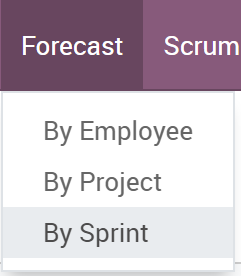 Forecast Scrum
By Employee
By Project
By Sprint